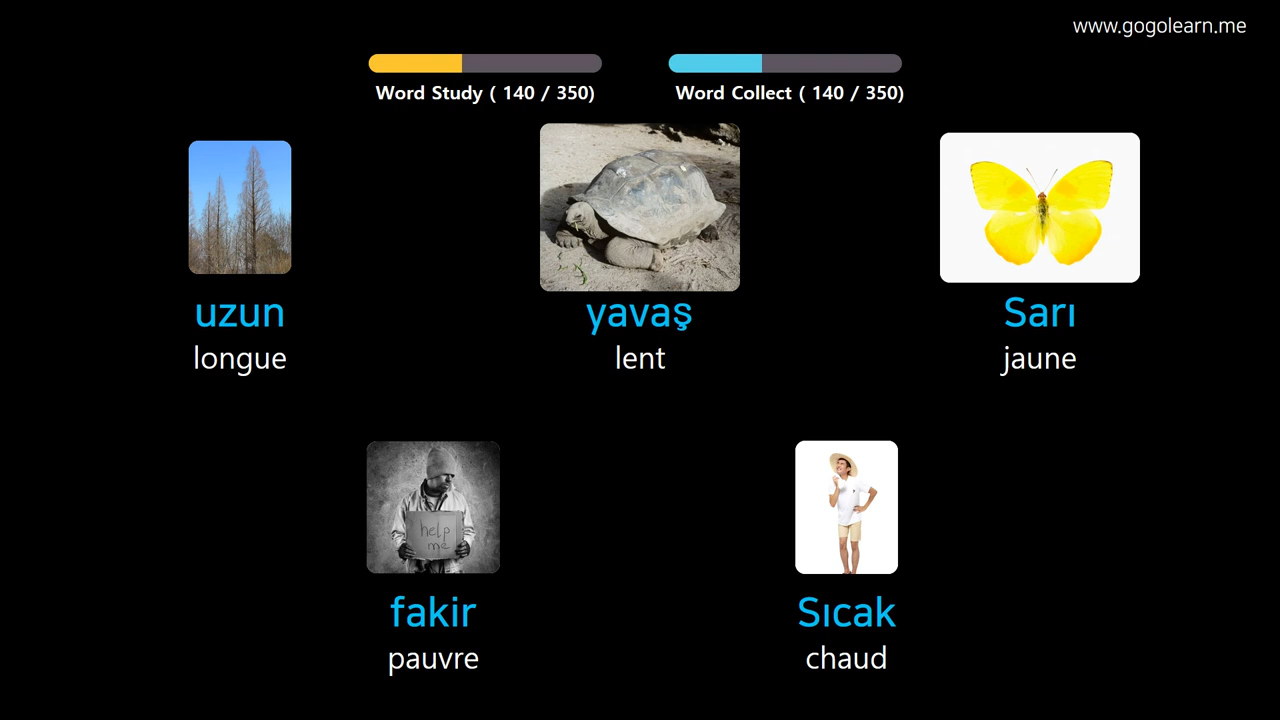 www.gogolearn.me
Word Study ( 140 / 350)
Word Collect ( 140 / 350)
uzun
longue
yavaş
lent
Sarı
jaune
help
me
fakir
pauvre
Sıcak
chaud